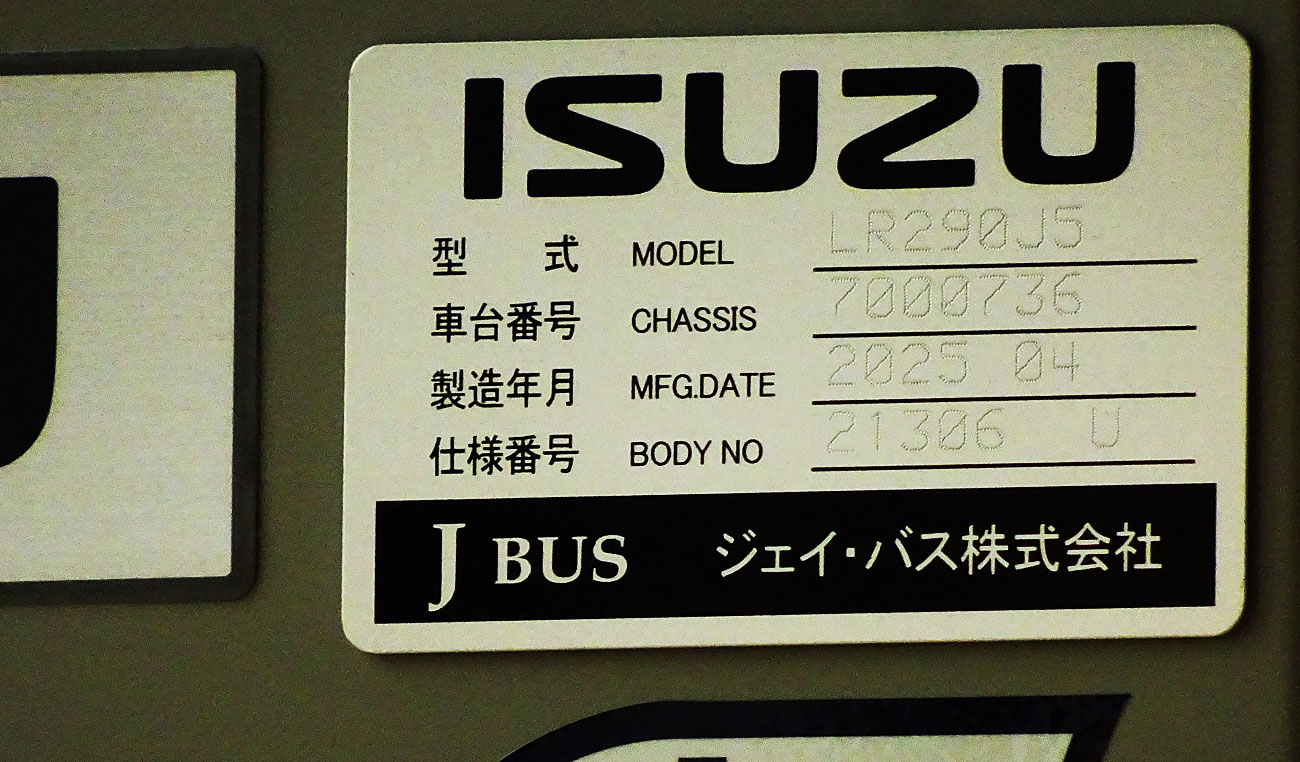 ISUZU
型 式 MODEL LR290J5
車台番号 CHASSIS 7000736
製造年月 MFG.DATE 2025 04
仕様番号 BODY NO 21306 U
J BUS ジェイ・バス株式会社